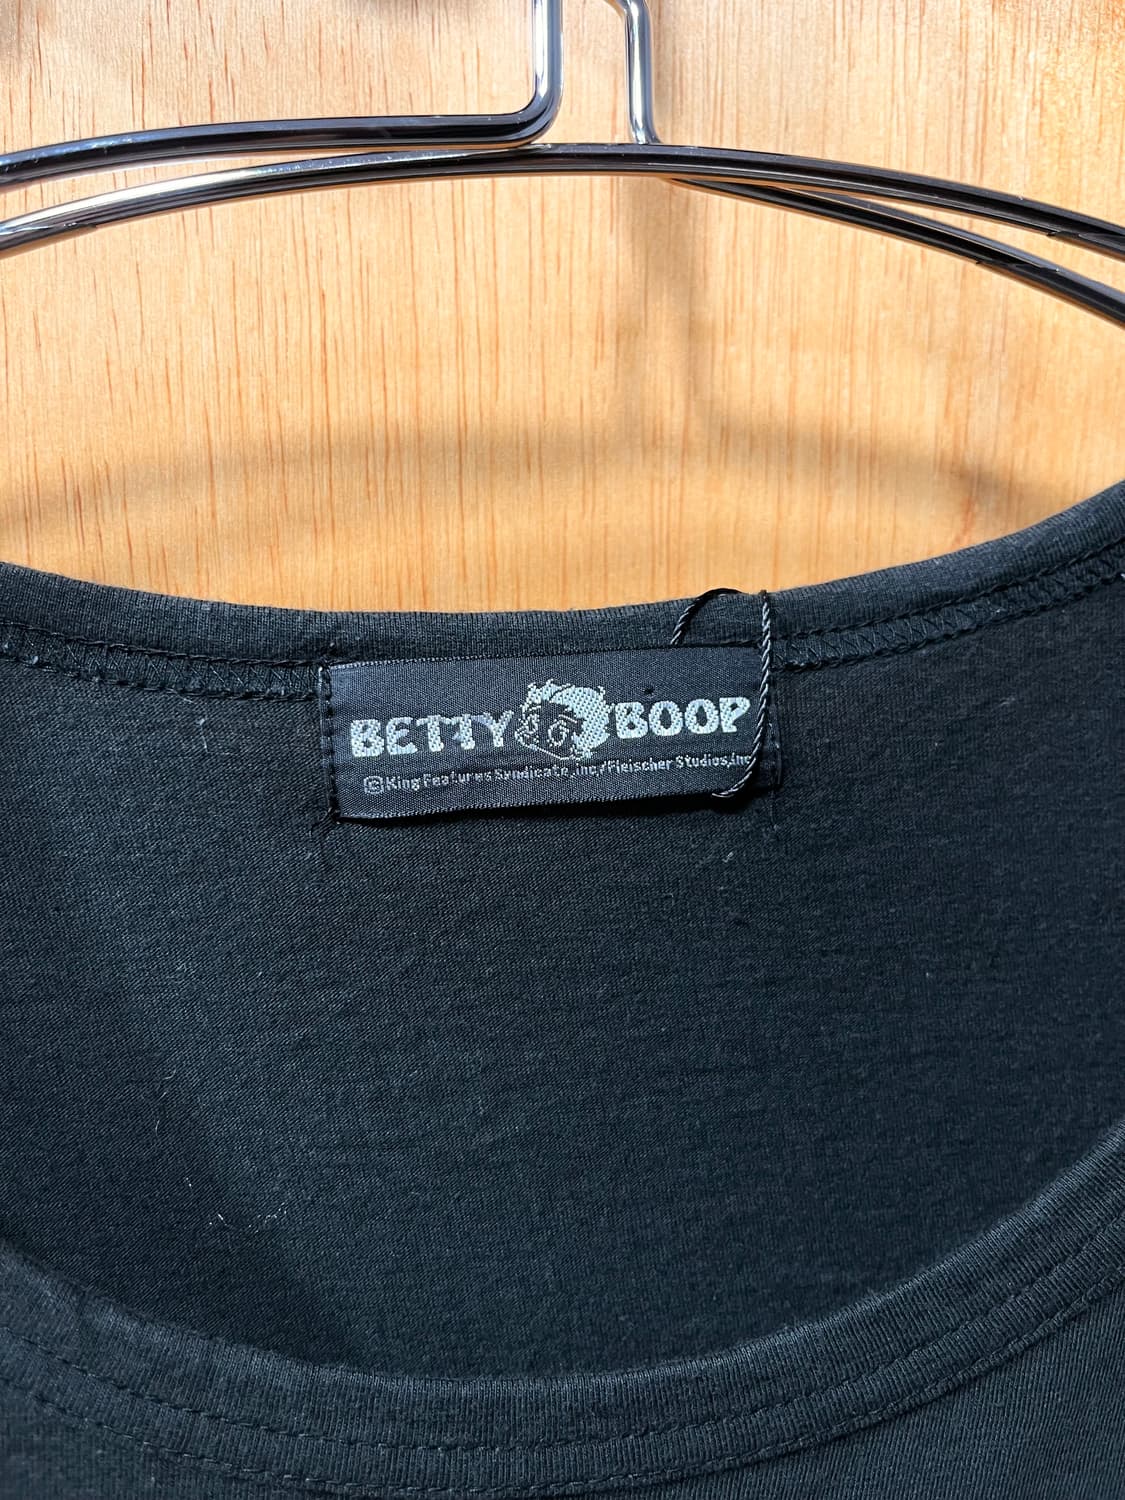 BETTY BOOP
©King Features Syndicate,Inc,/Fleischer Studios,Inc